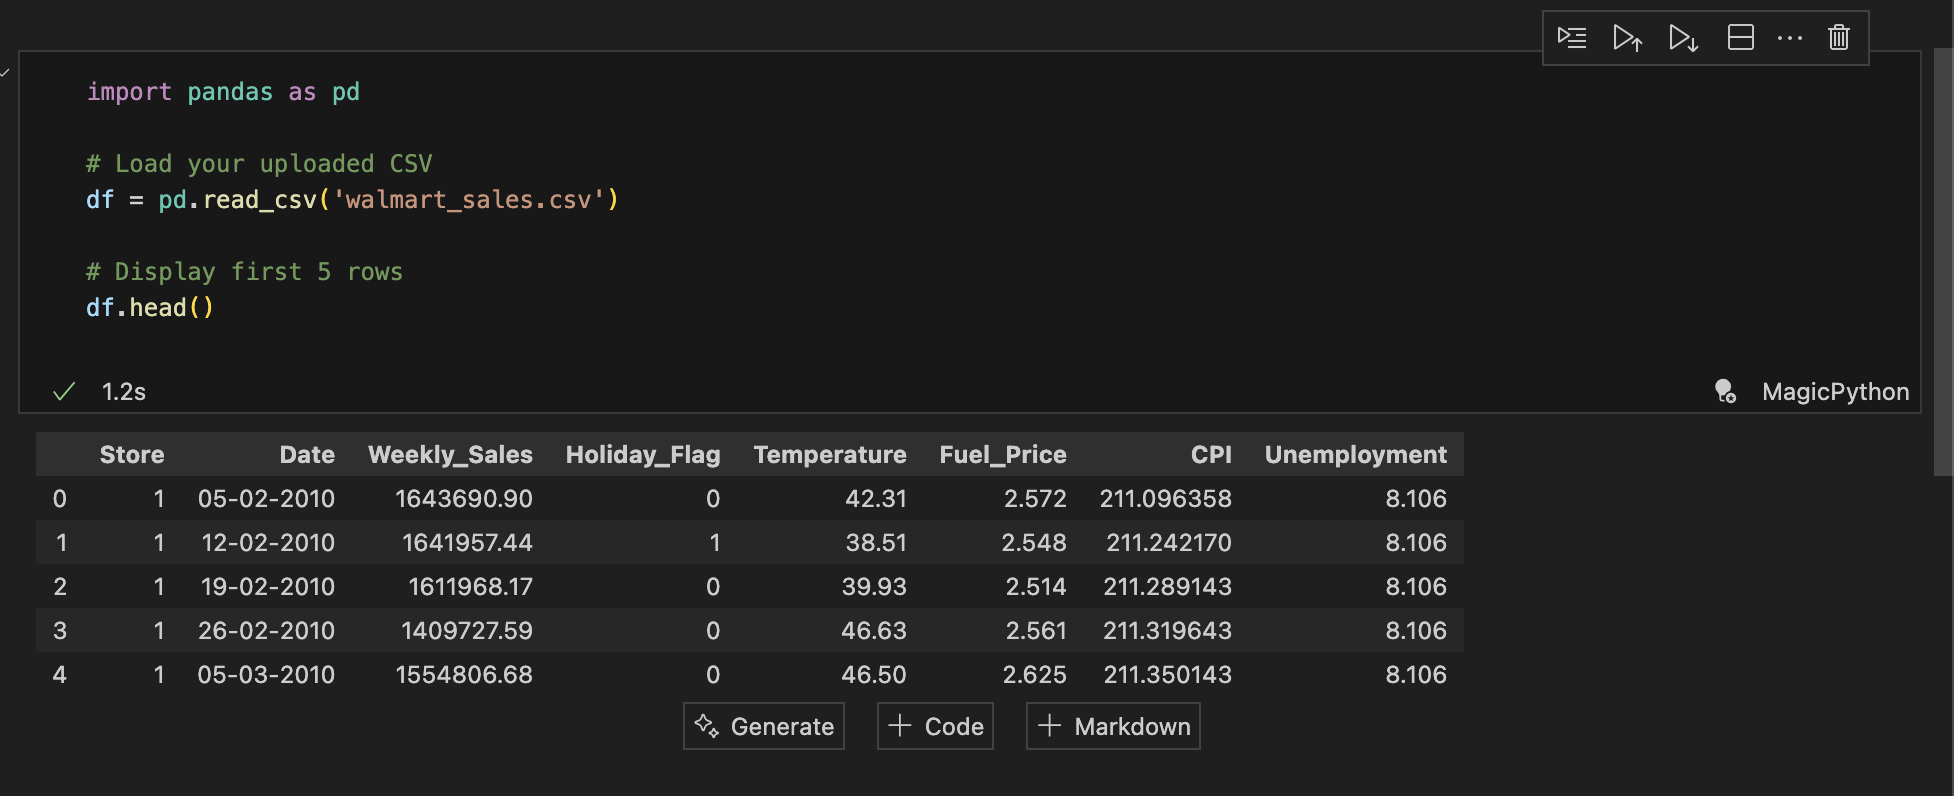 import pandas as pd
# Load your uploaded CSV
df = pd.read_csv('walmart_sales.csv')
# Display first 5 rows
df.head()
1.2s MagicPython
Store Date Weekly_Sales Holiday_Flag Temperature Fuel_Price CPI Unemployment
0 1 05-02-2010 1643690.90 0 42.31 2.572 211.096358 8.106
1 1 12-02-2010 1641957.44 1 38.51 2.548 211.242170 8.106
2 1 19-02-2010 1611968.17 0 39.93 2.514 211.289143 8.106
3 1 26-02-2010 1409727.59 0 46.63 2.561 211.319643 8.106
4 1 05-03-2010 1554806.68 0 46.50 2.625 211.350143 8.106
Generate + Code + Markdown